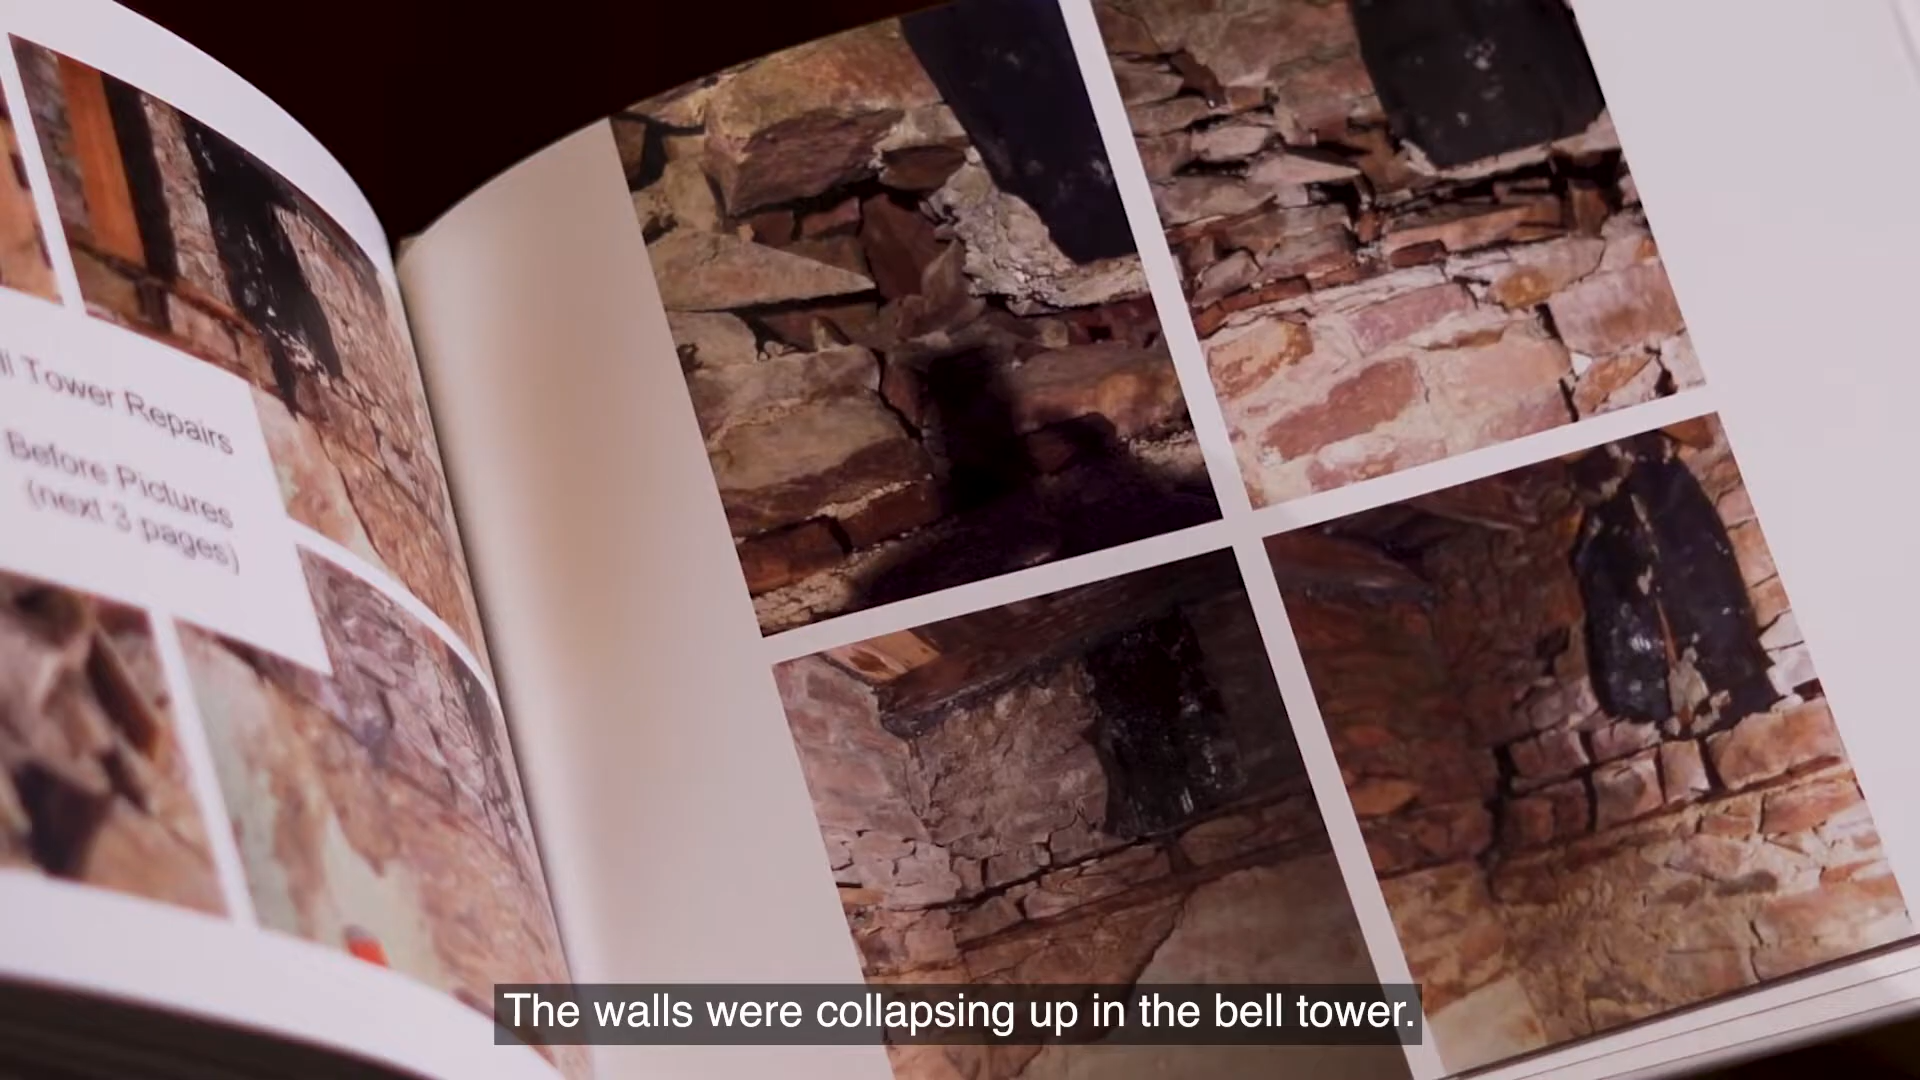 ll Tower Repairs
Before Pictures
(next 3 pages)
The walls were collapsing up in the bell tower.